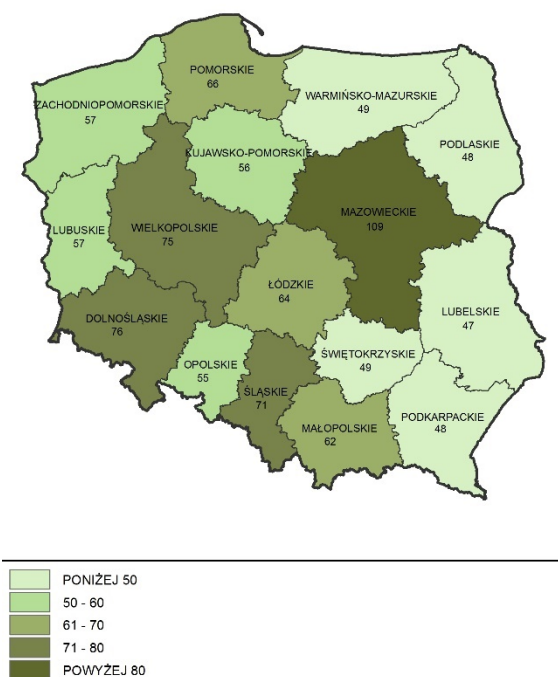 POMORSKIE
66
WARMIŃSKO-MAZURSKIE
49
ZACHODNIOPOMORSKIE
57
PODLASKIE
48
KUJAWSKO-POMORSKIE
56
MAZOWIECKIE
109
WIELKOPOLSKIE
75
LUBUSKIE
57
ŁÓDZKIE
64
LUBELSKIE
47
DOLNOŚLĄSKIE
76
ŚWIĘTOKRZYSKIE
49
OPOLSKIE
55
ŚLĄSKIE
71
PODKARPACKIE
48
MAŁOPOLSKIE
62
PONIŻEJ 50
50 - 60
61 - 70
71 - 80
POWYŻEJ 80